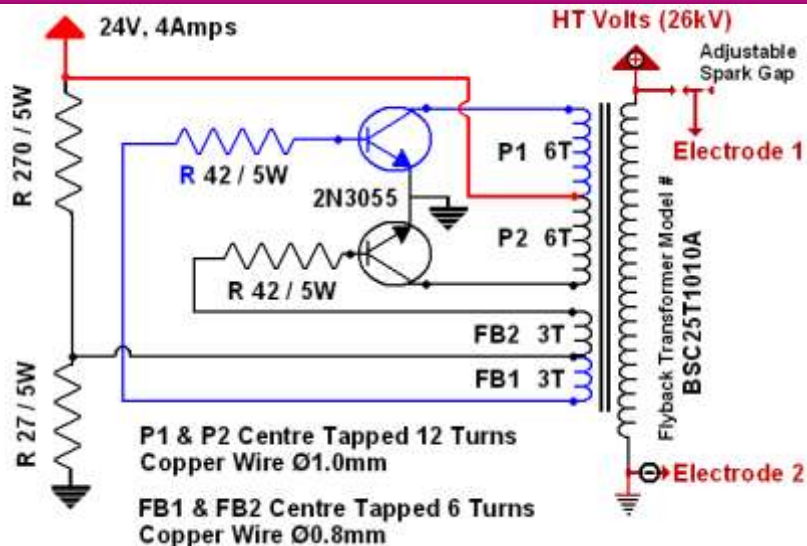 24V, 4Amps
HT Volts (26kV)
Adjustable
Spark Gap
Electrode 1
R 270 / 5W
R 42 / 5W
2N3055
P1 6T
P2 6T
R 42 / 5W
FB2 3T
FB1 3T
Flyback Transformer Model #
BSC25T1010A
R 27 / 5W
Electrode 2
P1 & P2 Centre Tapped 12 Turns
Copper Wire Ø1.0mm
FB1 & FB2 Centre Tapped 6 Turns
Copper Wire Ø0.8mm